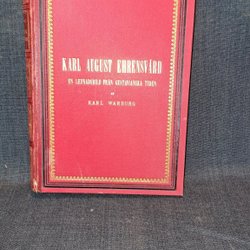 KARL AUGUST EHRENSVÄRD
EN LEFNADSBILD FRÅN GUSTAVIANSKA TIDEN
AF
KARL WARBURG